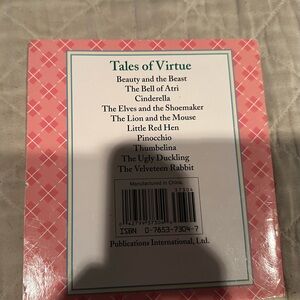 Tales of Virtue
Beauty and the Beast
The Bell of Atri
Cinderella
The Elves and the Shoemaker
The Lion and the Mouse
Little Red Hen
Pinocchio
Thumbelina
The Ugly Duckling
The Velveteen Rabbit
Manufactured in China.
37304
ISBN 0-7853-7304-7
Publications International, Ltd.